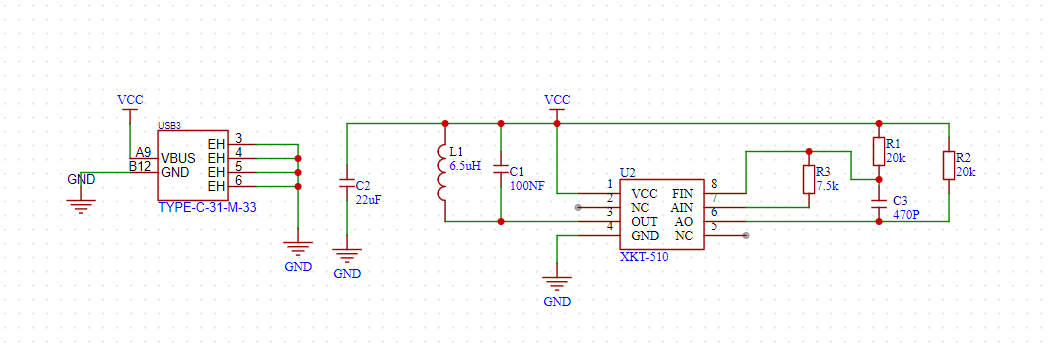 VCC
USB3
A9 VBUS EH 3
B12 GND EH 4
EH 5
EH 6
GND
TYPE-C-31-M-33
GND
C2
22uF
GND
L1
6.5uH
C1
100NF
VCC
U2
1 VCC FIN 8
2 NC AIN 7
3 OUT AO 6
4 GND NC 5
XKT-510
GND
R3
7.5k
R1
20k
C3
470P
R2
20k